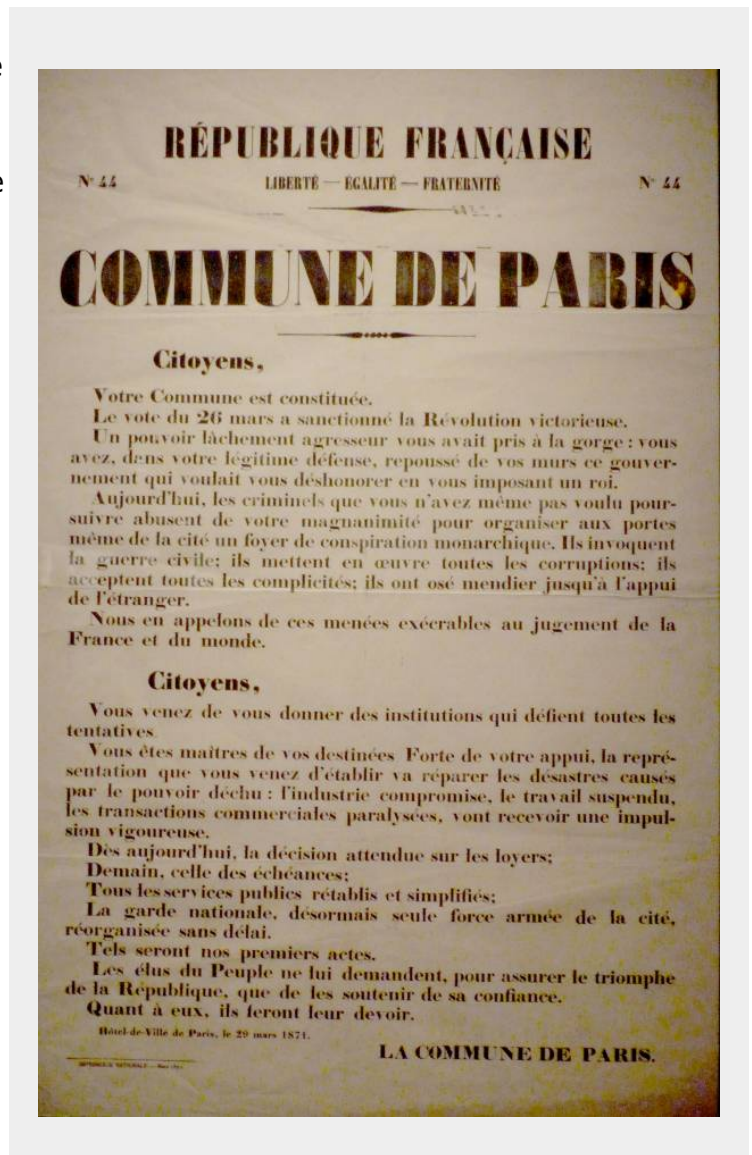 e
e
RÉPUBLIQUE FRANÇAISE
N° 44 LIBERTÉ — ÉGALITÉ — FRATERNITÉ N° 44
COMMUNE DE PARIS
Citoyens,
Votre Commune est constituée.
Le vote du 26 mars a sanctionné la Révolution victorieuse.
Un pouvoir lâchement agresseur vous avait pris à la gorge : vous
avez, dans votre légitime défense, repoussé de vos murs ce gouver-
nement qui voulait vous déshonorer en vous imposant un roi.
Aujourd'hui, les criminels que vous n'avez même pas voulu pour-
suivre abusent de votre magnanimité pour organiser aux portes
même de la cité un foyer de conspiration monarchique. Ils invoquent
la guerre civile; ils mettent en œuvre toutes les corruptions; ils
acceptent toutes les complicités; ils ont osé mendier jusqu'à l'appui
de l'étranger.
Nous en appelons de ces menées exécrables au jugement de la
France et du monde.
Citoyens,
Vous venez de vous donner des institutions qui défient toutes les
tentatives
Vous êtes maîtres de vos destinées Forte de votre appui, la repré-
sentation que vous venez d'établir va réparer les désastres causés
par le pouvoir déchu : l'industrie compromise, le travail suspendu,
les transactions commerciales paralysées, vont recevoir une impul-
sion vigoureuse.
Dès aujourd'hui, la décision attendue sur les loyers;
Demain, celle des échéances;
Tous les services publics rétablis et simplifiés;
La garde nationale, désormais seule force armée de la cité,
réorganisée sans délai.
Tels seront nos premiers actes.
Les élus du Peuple ne lui demandent, pour assurer le triomphe
de la République, que de les soutenir de sa confiance.
Quant à eux, ils feront leur devoir.
Hôtel-de-Ville de Paris, le 29 mars 1871.
LA COMMUNE DE PARIS.
IMPRIMERIE NATIONALE — Mars 1871